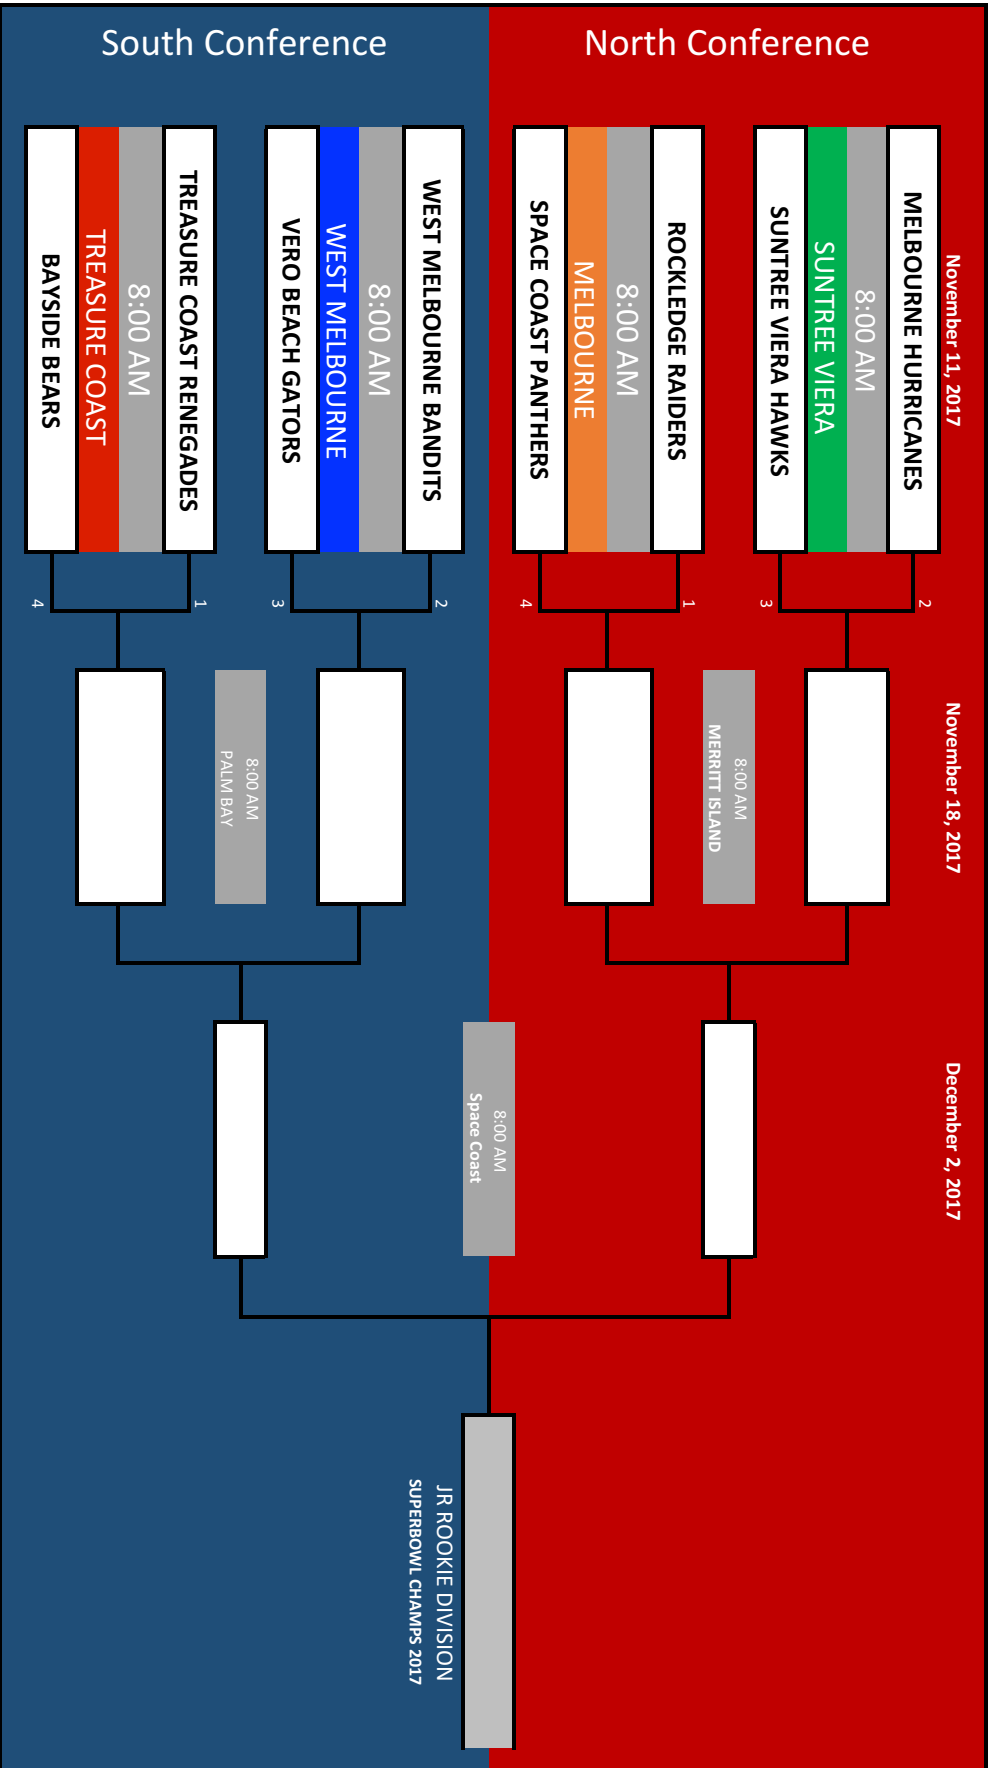 South Conference
North Conference
November 11, 2017
November 18, 2017
December 2, 2017
MELBOURNE HURRICANES
2
8:00 AM
SUNTREE VIERA
SUNTREE VIERA HAWKS
3
8:00 AM
MERRITT ISLAND
ROCKLEDGE RAIDERS
1
8:00 AM
MELBOURNE
SPACE COAST PANTHERS
4
8:00 AM
Space Coast
WEST MELBOURNE BANDITS
2
8:00 AM
WEST MELBOURNE
VERO BEACH GATORS
3
8:00 AM
PALM BAY
TREASURE COAST RENEGADES
1
8:00 AM
TREASURE COAST
BAYSIDE BEARS
4
JR ROOKIE DIVISION
SUPERBOWL CHAMPS 2017